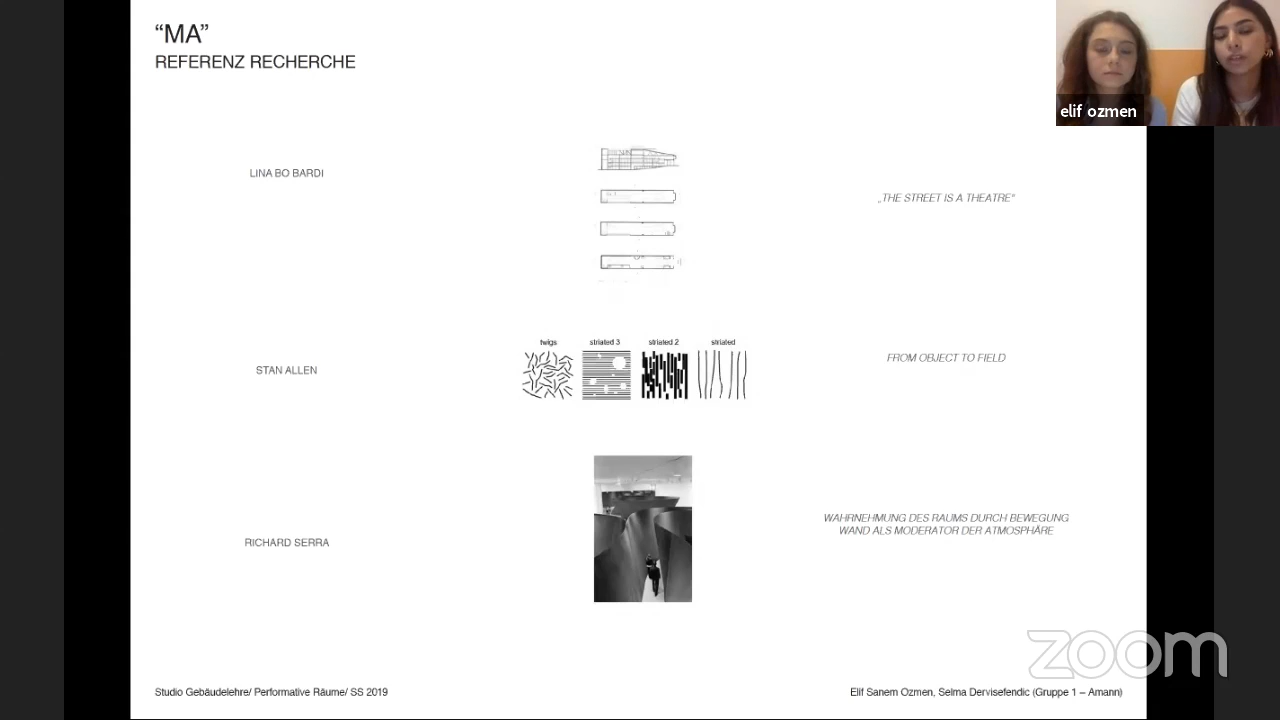 “MA”
REFERENZ RECHERCHE
elif ozmen
LINA BO BARDI
„THE STREET IS A THEATRE“
twigs striated 3 striated 2 striated
STAN ALLEN
FROM OBJECT TO FIELD
RICHARD SERRA
WAHRNEHMUNG DES RAUMS DURCH BEWEGUNG
WAND ALS MODERATOR DER ATMOSPHÄRE
zoom
Studio Gebäudelehre/ Performative Räume/ SS 2019
Elif Sanem Ozmen, Selma Dervisefendic (Gruppe 1 – Amann)